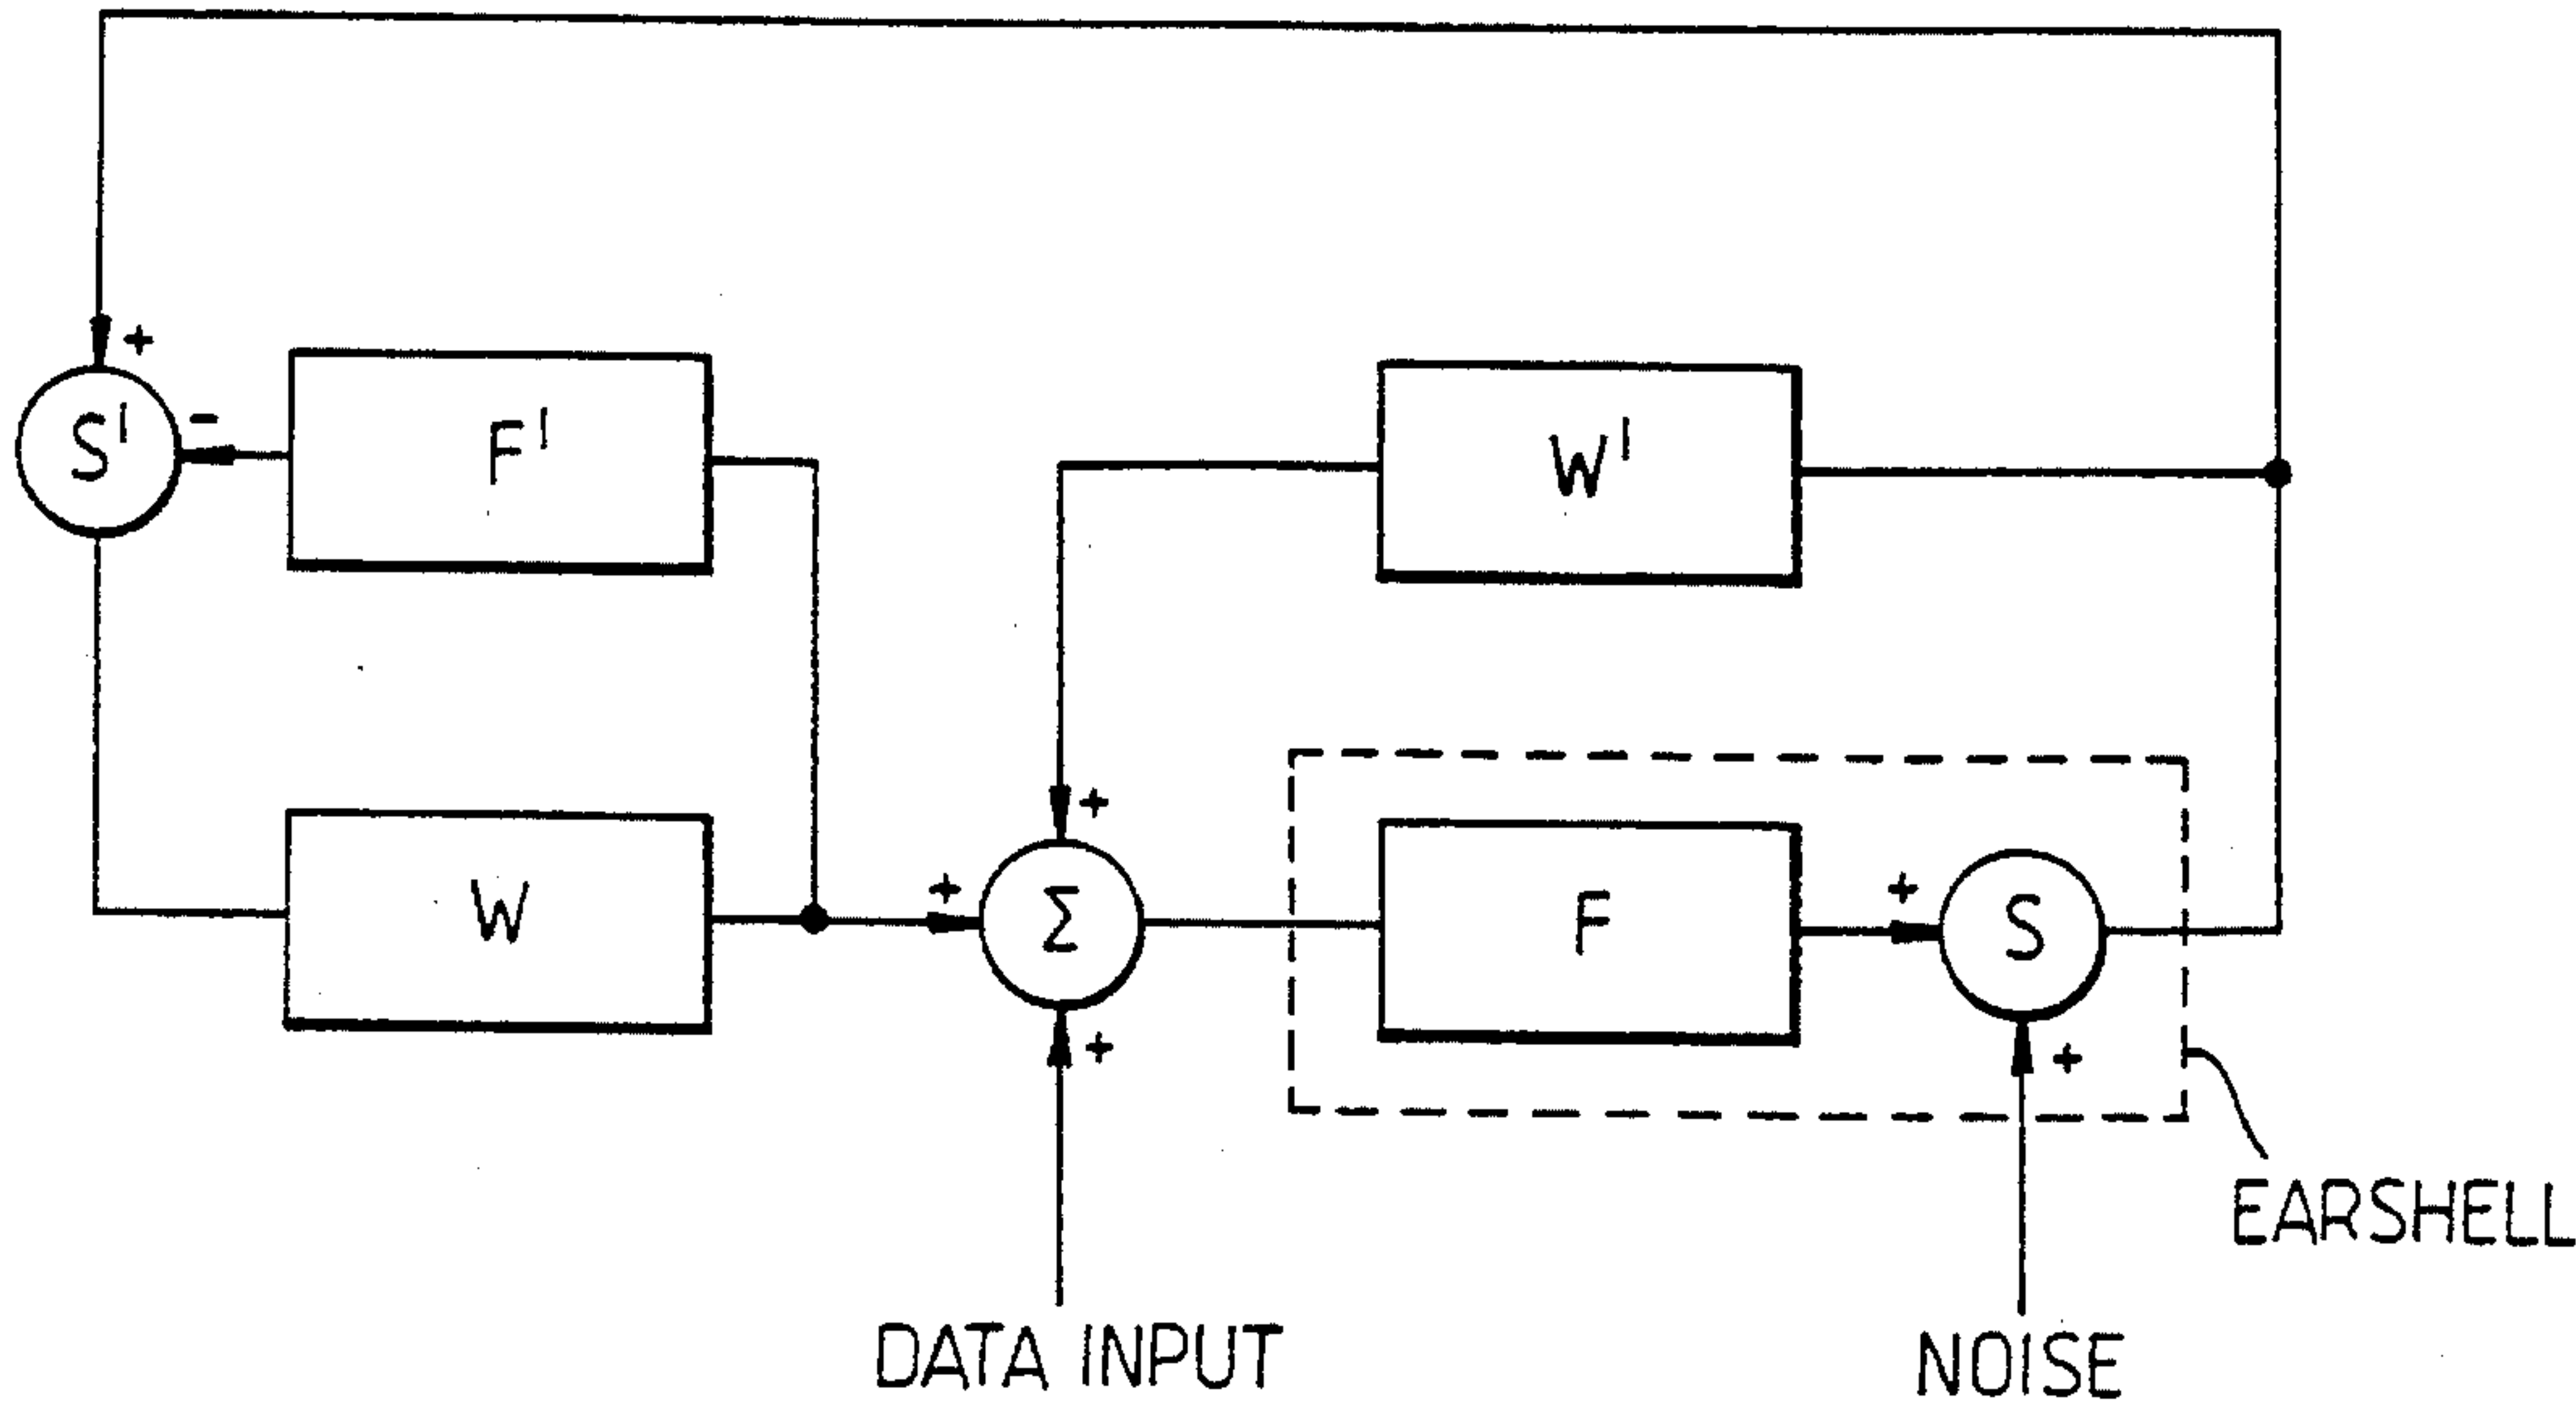 +
S'
-
F'
W'
+
W
+
Σ
+
F
+
S
+
EARSHELL
DATA INPUT
NOISE